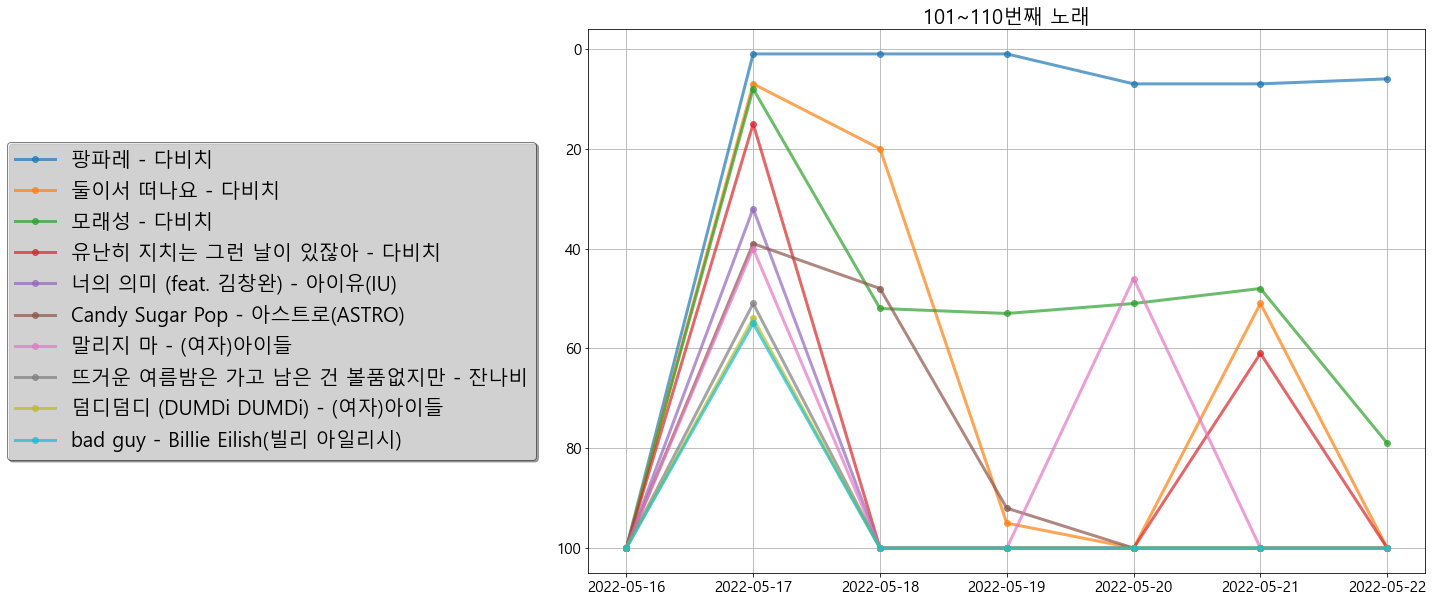 101~110번째 노래
팡파레 - 다비치
둘이서 떠나요 - 다비치
모래성 - 다비치
유난히 지치는 그런 날이 있잖아 - 다비치
너의 의미 (feat. 김창완) - 아이유(IU)
Candy Sugar Pop - 아스트로(ASTRO)
말리지 마 - (여자)아이들
뜨거운 여름밤은 가고 남은 건 볼품없지만 - 잔나비
덤디덤디 (DUMDi DUMDi) - (여자)아이들
bad guy - Billie Eilish(빌리 아일리시)
0
20
40
60
80
100
2022-05-16 2022-05-17 2022-05-18 2022-05-19 2022-05-20 2022-05-21 2022-05-22